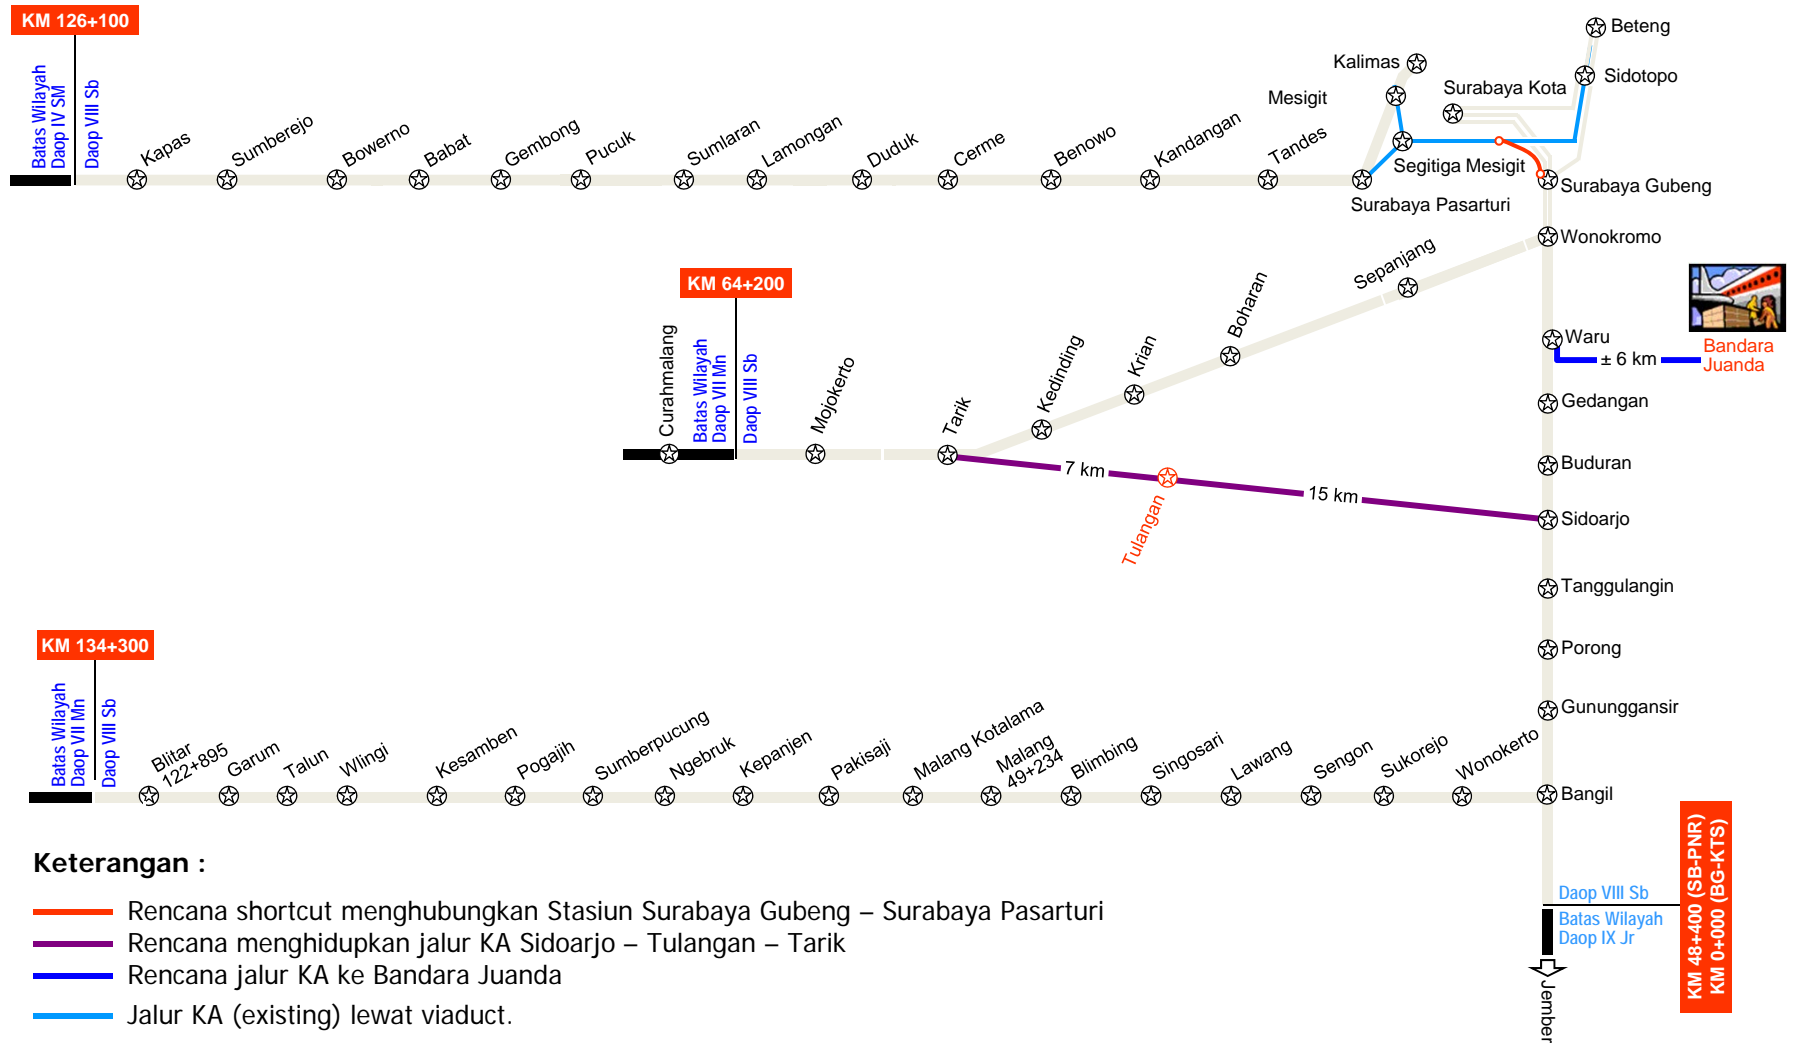 KM 126+100
Batas Wilayah
Daop IV SM
Daop VIII Sb
Kapas
Sumberejo
Bowerno
Babat
Gembong
Pucuk
Sumlaran
Lamongan
Duduk
Cerme
Benowo
Kandangan
Tandes
Surabaya Pasarturi
Kalimas
Mesigit
Segitiga Mesigit
Surabaya Kota
Beteng
Sidotopo
Surabaya Gubeng
Wonokromo
Waru
± 6 km
Bandara
Juanda
Gedangan
Buduran
Sidoarjo
Tanggulangin
Porong
Gununggansir
Bangil
KM 64+200
Curahmalang
Batas Wilayah
Daop VII Mn
Daop VIII Sb
Mojokerto
Tarik
Kedinding
Krian
Boharan
Sepanjang
7 km
Tulangan
15 km
KM 134+300
Batas Wilayah
Daop VII Mn
Daop VIII Sb
Blitar
122+895
Garum
Talun
Wlingi
Kesamben
Pogajih
Sumberpucung
Ngebruk
Kepanjen
Pakisaji
Malang Kotalama
Malang
49+234
Blimbing
Singosari
Lawang
Sengon
Sukorejo
Wonokerto
Daop VIII Sb
Batas Wilayah
Daop IX Jr
KM 48+400 (SB-PNR)
KM 0+000 (BG-KTS)
Jember
Keterangan :
Rencana shortcut menghubungkan Stasiun Surabaya Gubeng – Surabaya Pasarturi
Rencana menghidupkan jalur KA Sidoarjo – Tulangan – Tarik
Rencana jalur KA ke Bandara Juanda
Jalur KA (existing) lewat viaduct.